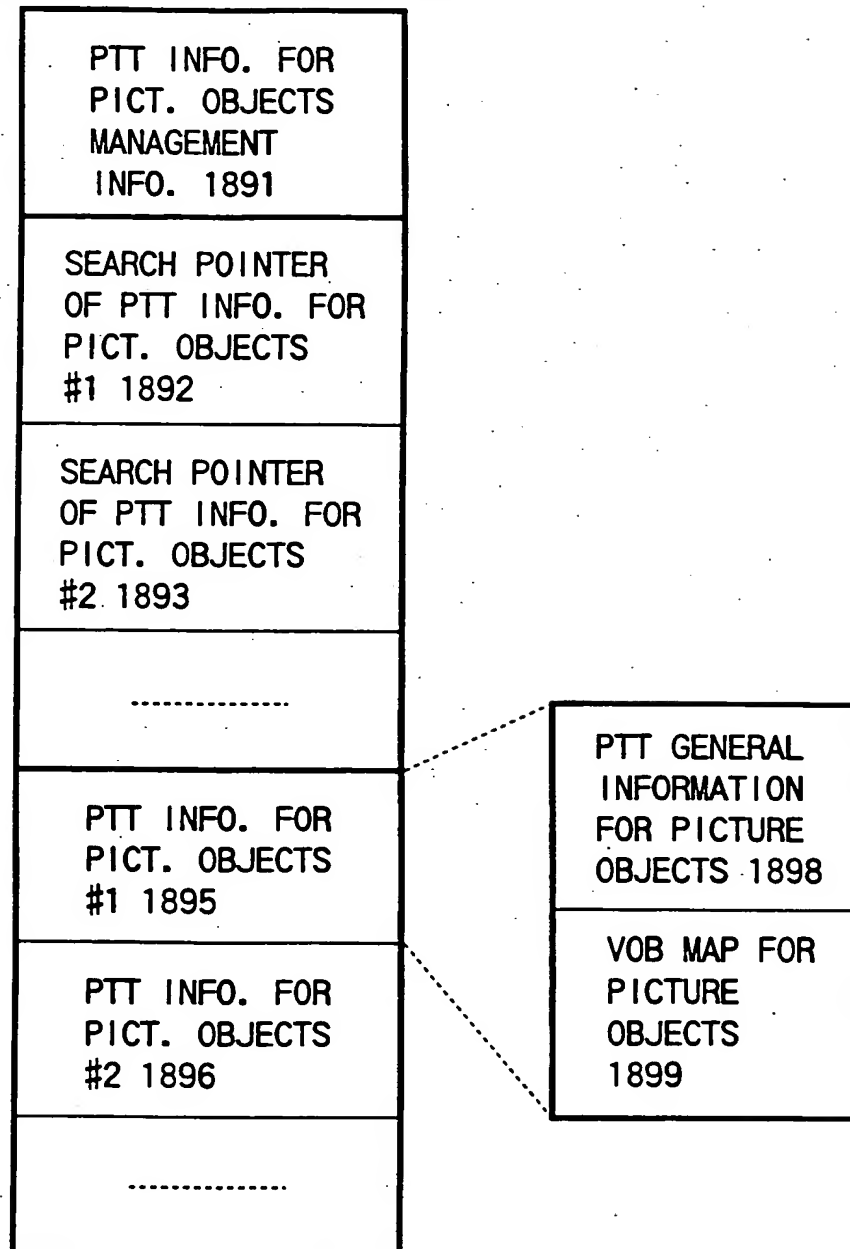 PTT INFO. FOR
PICT. OBJECTS
MANAGEMENT
INFO. 1891
SEARCH POINTER
OF PTT INFO. FOR
PICT. OBJECTS
#1 1892
SEARCH POINTER
OF PTT INFO. FOR
PICT. OBJECTS
#2 1893
PTT INFO. FOR
PICT. OBJECTS
#1 1895
PTT INFO. FOR
PICT. OBJECTS
#2 1896
PTT GENERAL
INFORMATION
FOR PICTURE
OBJECTS 1898
VOB MAP FOR
PICTURE
OBJECTS
1899